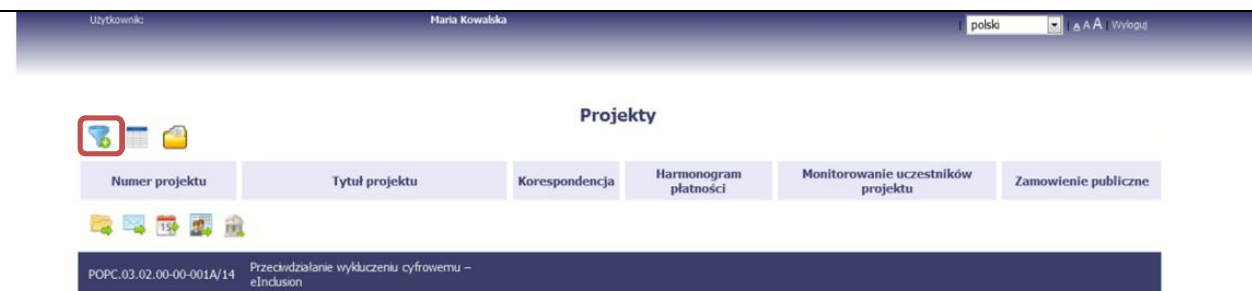 Użytkownik: Maria Kowalska | polski | A A A | Wyloguj
Projekty
Numer projektu Tytuł projektu Korespondencja Harmonogram płatności Monitorowanie uczestników projektu Zamowienie publiczne
15
POPC.03.02.00-00-001A/14 Przeciwdziałanie wykluczeniu cyfrowemu –
eInclusion